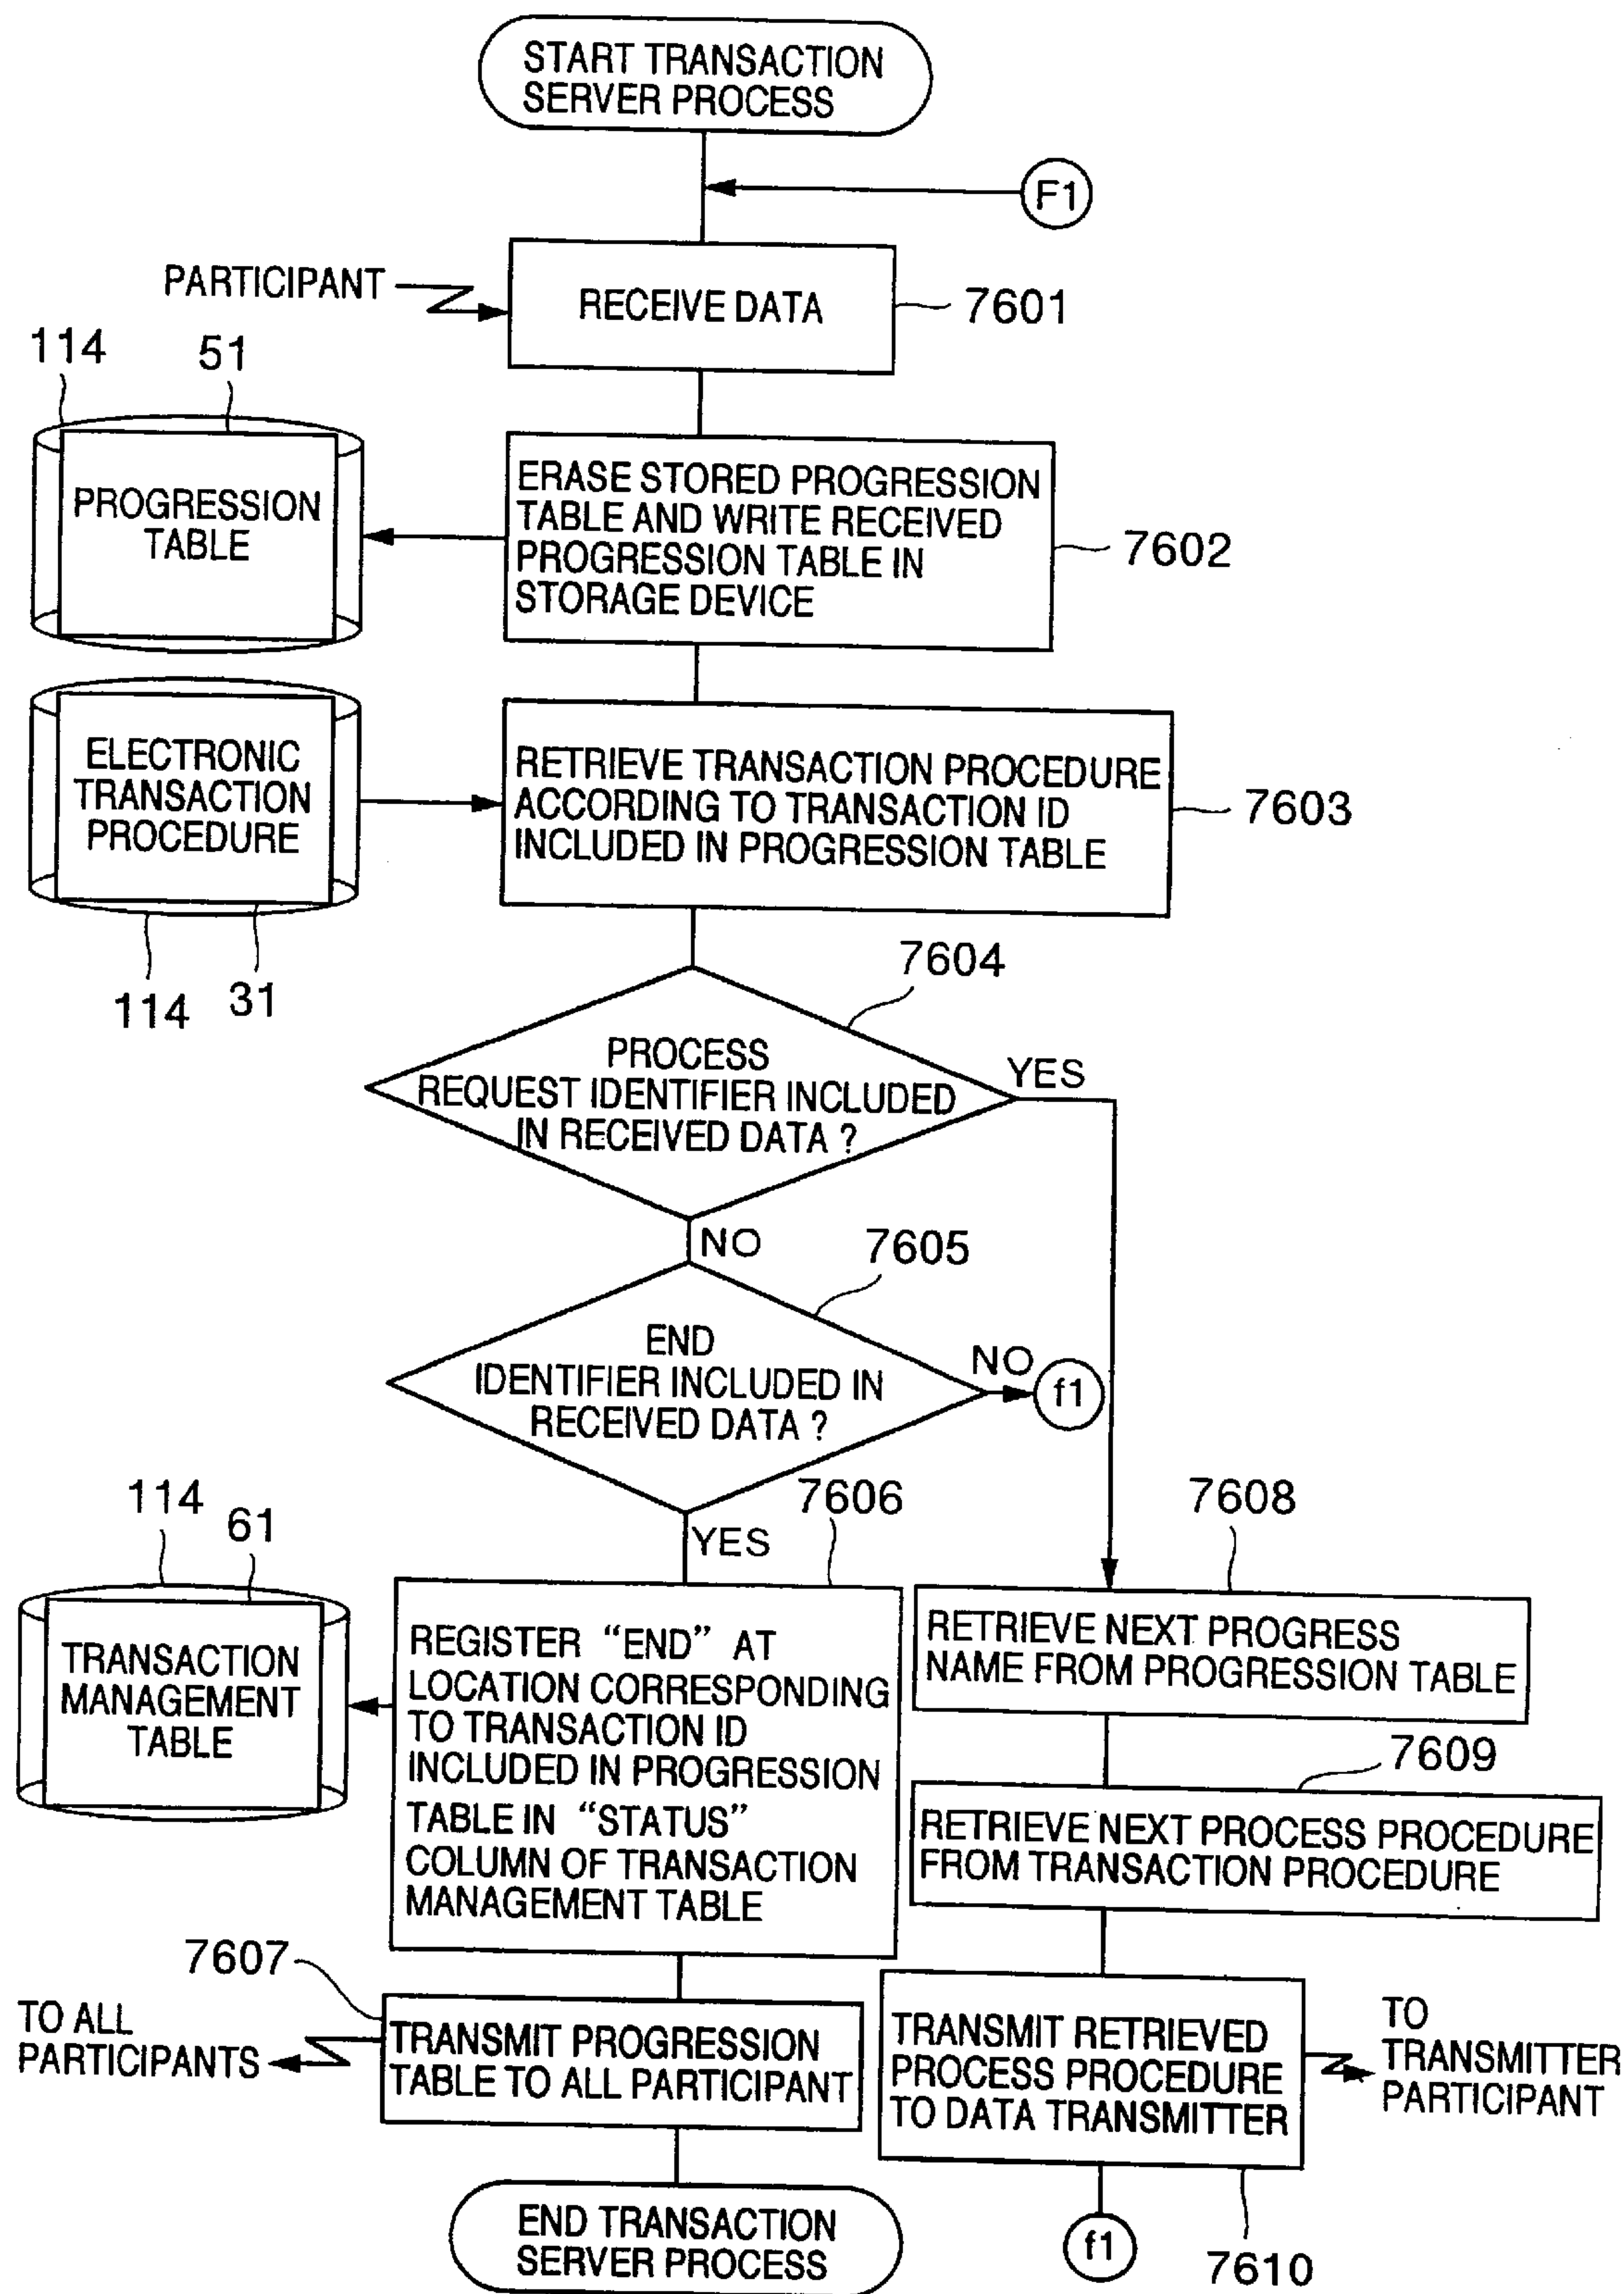 START TRANSACTION
SERVER PROCESS
F1
PARTICIPANT
RECEIVE DATA
7601
114
51
PROGRESSION
TABLE
ERASE STORED PROGRESSION
TABLE AND WRITE RECEIVED
PROGRESSION TABLE IN
STORAGE DEVICE
7602
ELECTRONIC
TRANSACTION
PROCEDURE
114
31
RETRIEVE TRANSACTION PROCEDURE
ACCORDING TO TRANSACTION ID
INCLUDED IN PROGRESSION TABLE
7603
7604
PROCESS
REQUEST IDENTIFIER INCLUDED
IN RECEIVED DATA ?
YES
NO
7605
END
IDENTIFIER INCLUDED IN
RECEIVED DATA ?
NO
f1
YES
7606
114
61
TRANSACTION
MANAGEMENT
TABLE
REGISTER “END” AT
LOCATION CORRESPONDING
TO TRANSACTION ID
INCLUDED IN PROGRESSION
TABLE IN “STATUS”
COLUMN OF TRANSACTION
MANAGEMENT TABLE
7608
RETRIEVE NEXT PROGRESS
NAME FROM PROGRESSION TABLE
7609
RETRIEVE NEXT PROCESS PROCEDURE
FROM TRANSACTION PROCEDURE
7607
TO ALL
PARTICIPANTS
TRANSMIT PROGRESSION
TABLE TO ALL PARTICIPANT
TRANSMIT RETRIEVED
PROCESS PROCEDURE
TO DATA TRANSMITTER
TO
TRANSMITTER
PARTICIPANT
END TRANSACTION
SERVER PROCESS
f1
7610